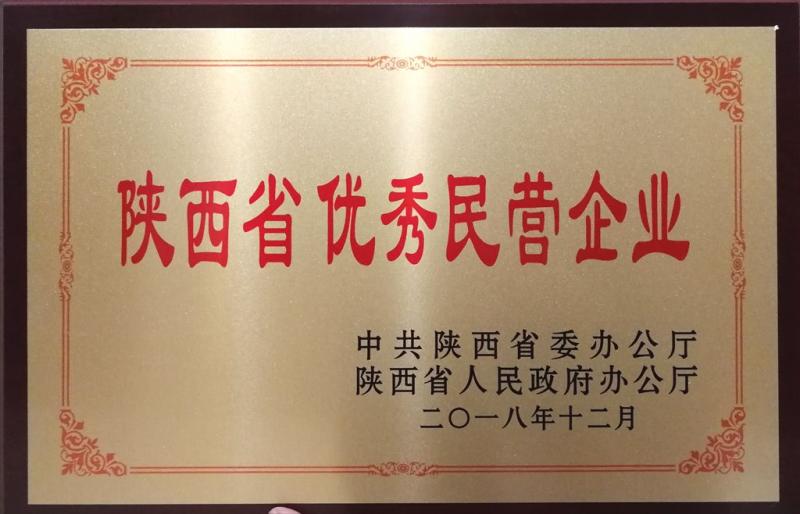 陕西省优秀民营企业
中共陕西省委办公厅
陕西省人民政府办公厅
二〇一八年十二月